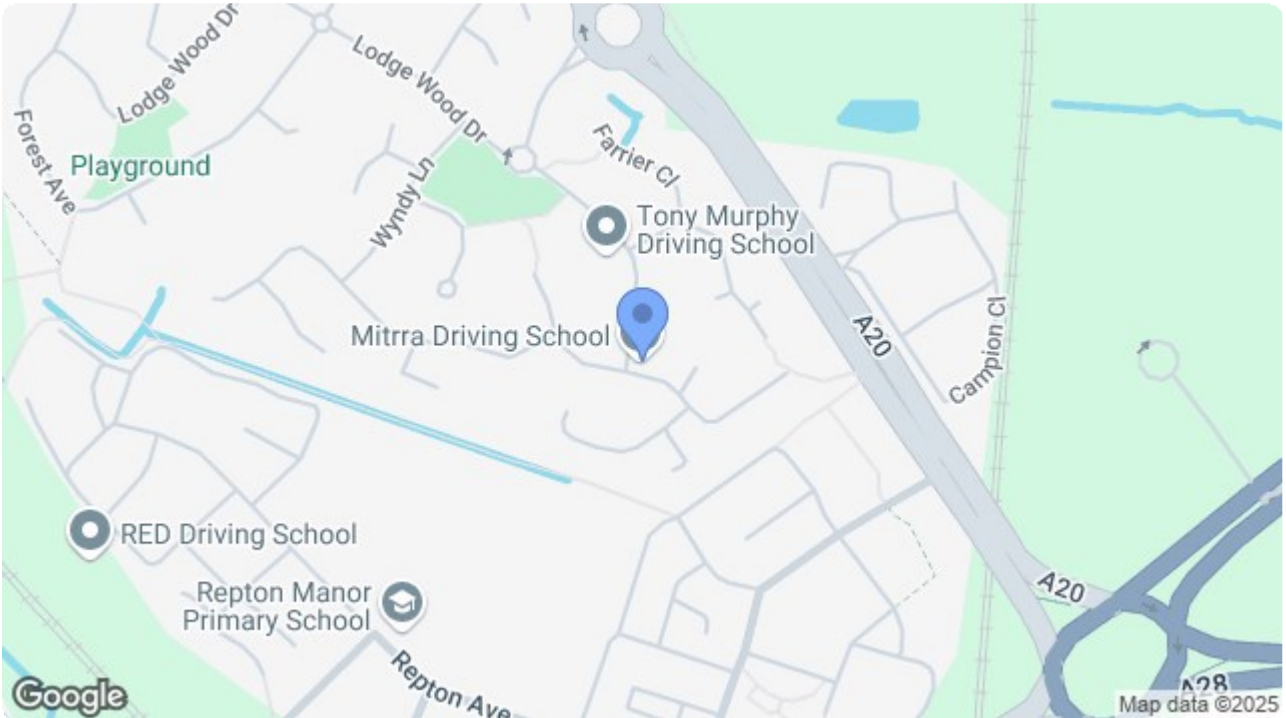 Lodge Wood Dr
Lodge Wood Dr
Forest Ave
Playground
Farrier Cl
Wyndy Ln
Tony Murphy
Driving School
Mitrra Driving School
A20
Campion Cl
RED Driving School
Repton Manor
Primary School
A20
Repton Ave
A28
Google
Map data ©2025